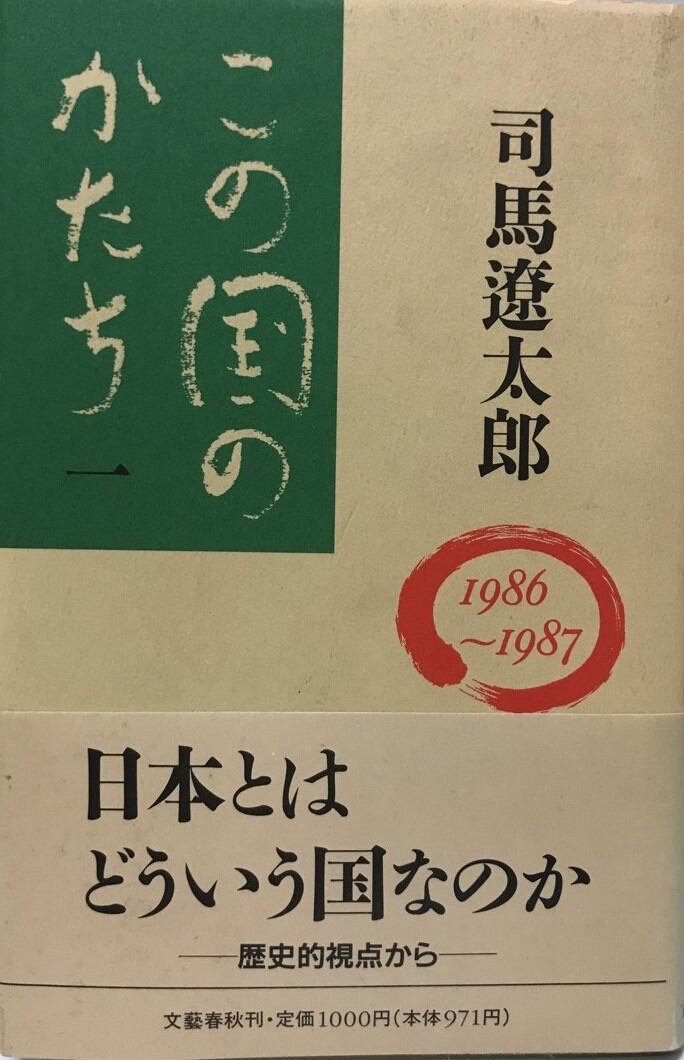 司馬遼太郎
この国の
かたち 一
1986
～1987
日本とは
どういう国なのか
――歴史的視点から――
文藝春秋刊・定価1000円(本体971円)